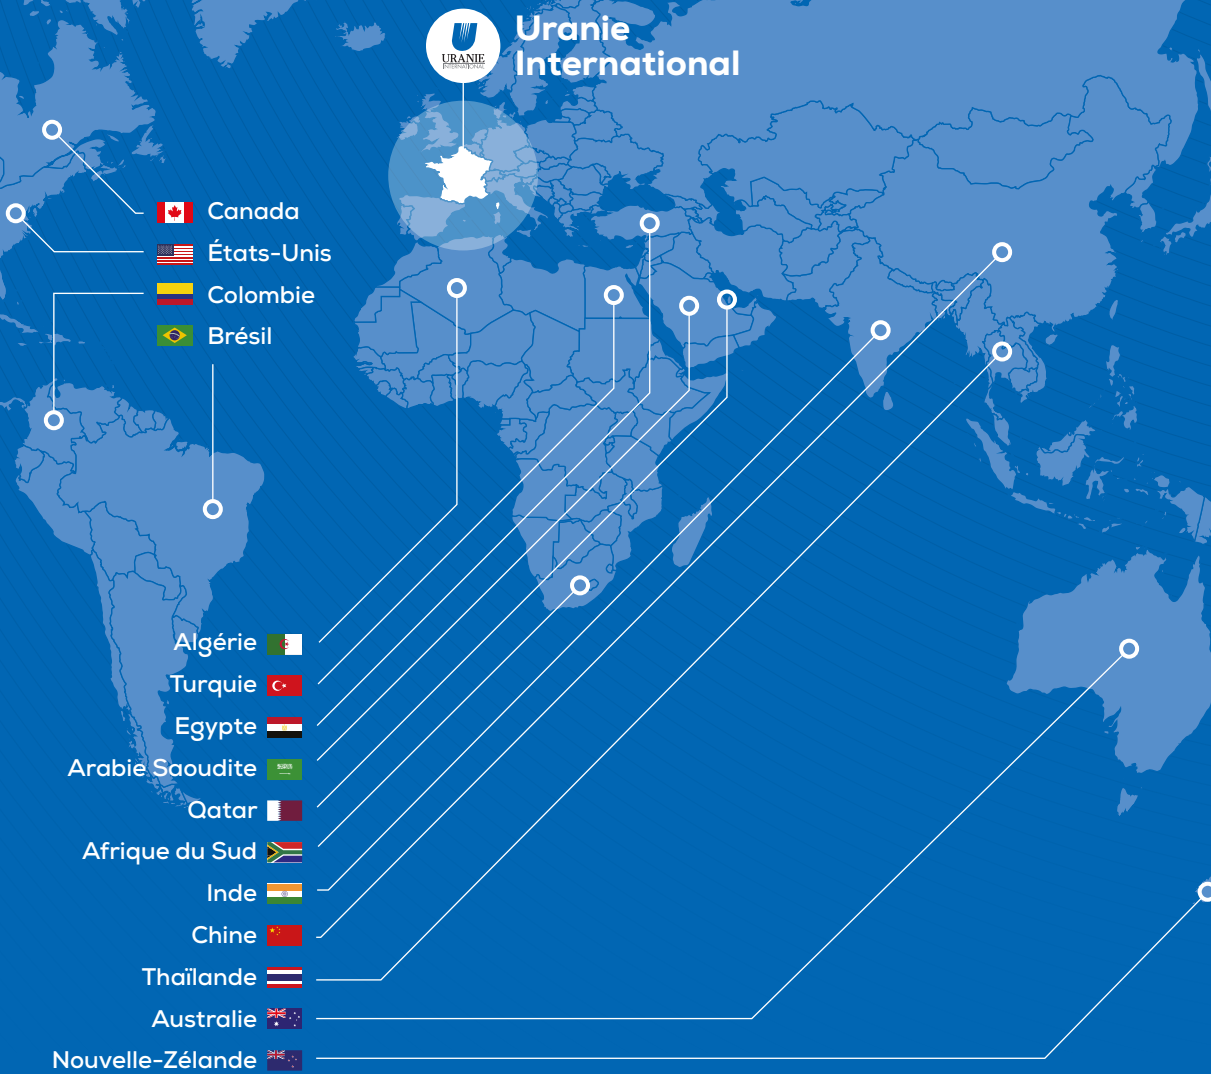 URANIE
INTERNATIONAL
Uranie
International
Canada
États-Unis
Colombie
Brésil
Algérie
Turquie
Egypte
Arabie Saoudite
Qatar
Afrique du Sud
Inde
Chine
Thaïlande
Australie
Nouvelle-Zélande